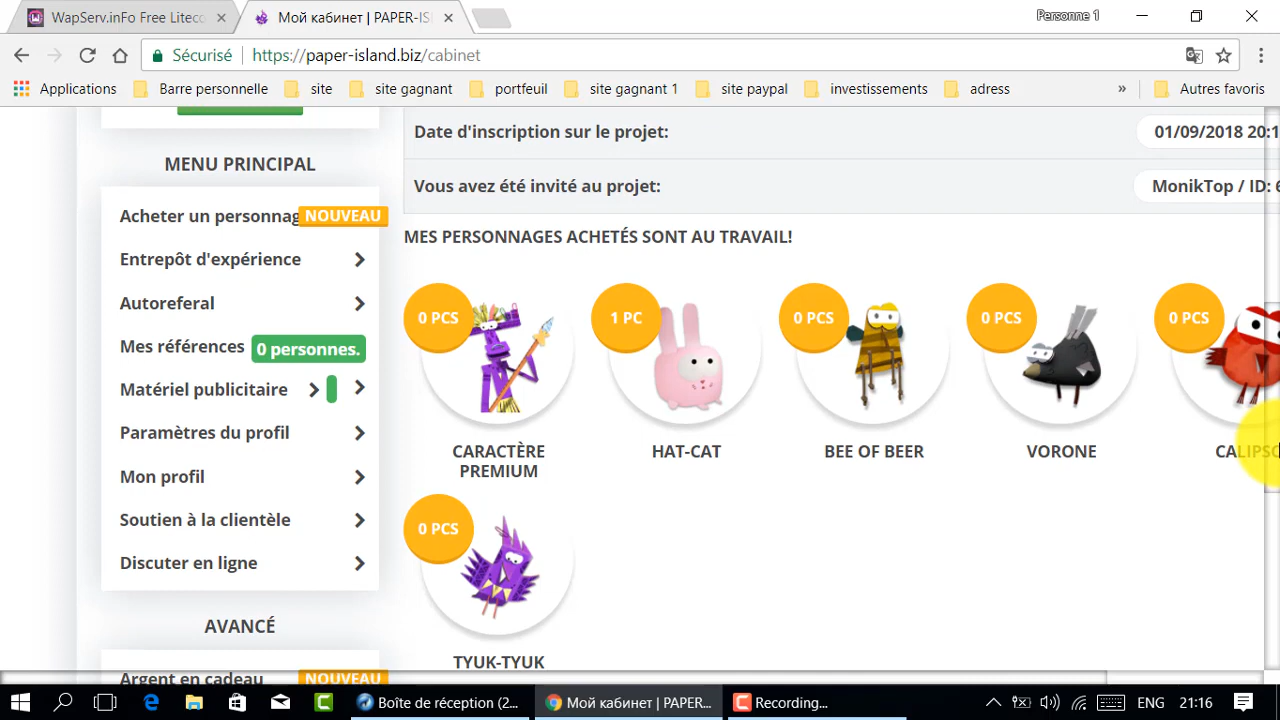 WapServ.inFo Free Liteco
Мой кабинет | PAPER-ISL
Personne 1
Sécurisé
https://paper-island.biz/cabinet
Applications
Barre personnelle
site
site gagnant
portfeuil
site gagnant 1
site paypal
investissements
adress
»
Autres favoris
MENU PRINCIPAL
Acheter un personnag
NOUVEAU
Entrepôt d'expérience
Autoreferal
Mes références
0 personnes.
Matériel publicitaire
Paramètres du profil
Mon profil
Soutien à la clientèle
Discuter en ligne
AVANCÉ
Argent en cadeau
NOUVEAU
Date d'inscription sur le projet:
01/09/2018 20:1
Vous avez été invité au projet:
MonikTop / ID: 6
MES PERSONNAGES ACHETÉS SONT AU TRAVAIL!
0 PCS
1 PC
0 PCS
0 PCS
0 PCS
CARACTÈRE
PREMIUM
HAT-CAT
BEE OF BEER
VORONE
CALIPSO
0 PCS
TYUK-TYUK
Boîte de réception (2...
Мой кабинет | PAPER...
Recording...
ENG
21:16